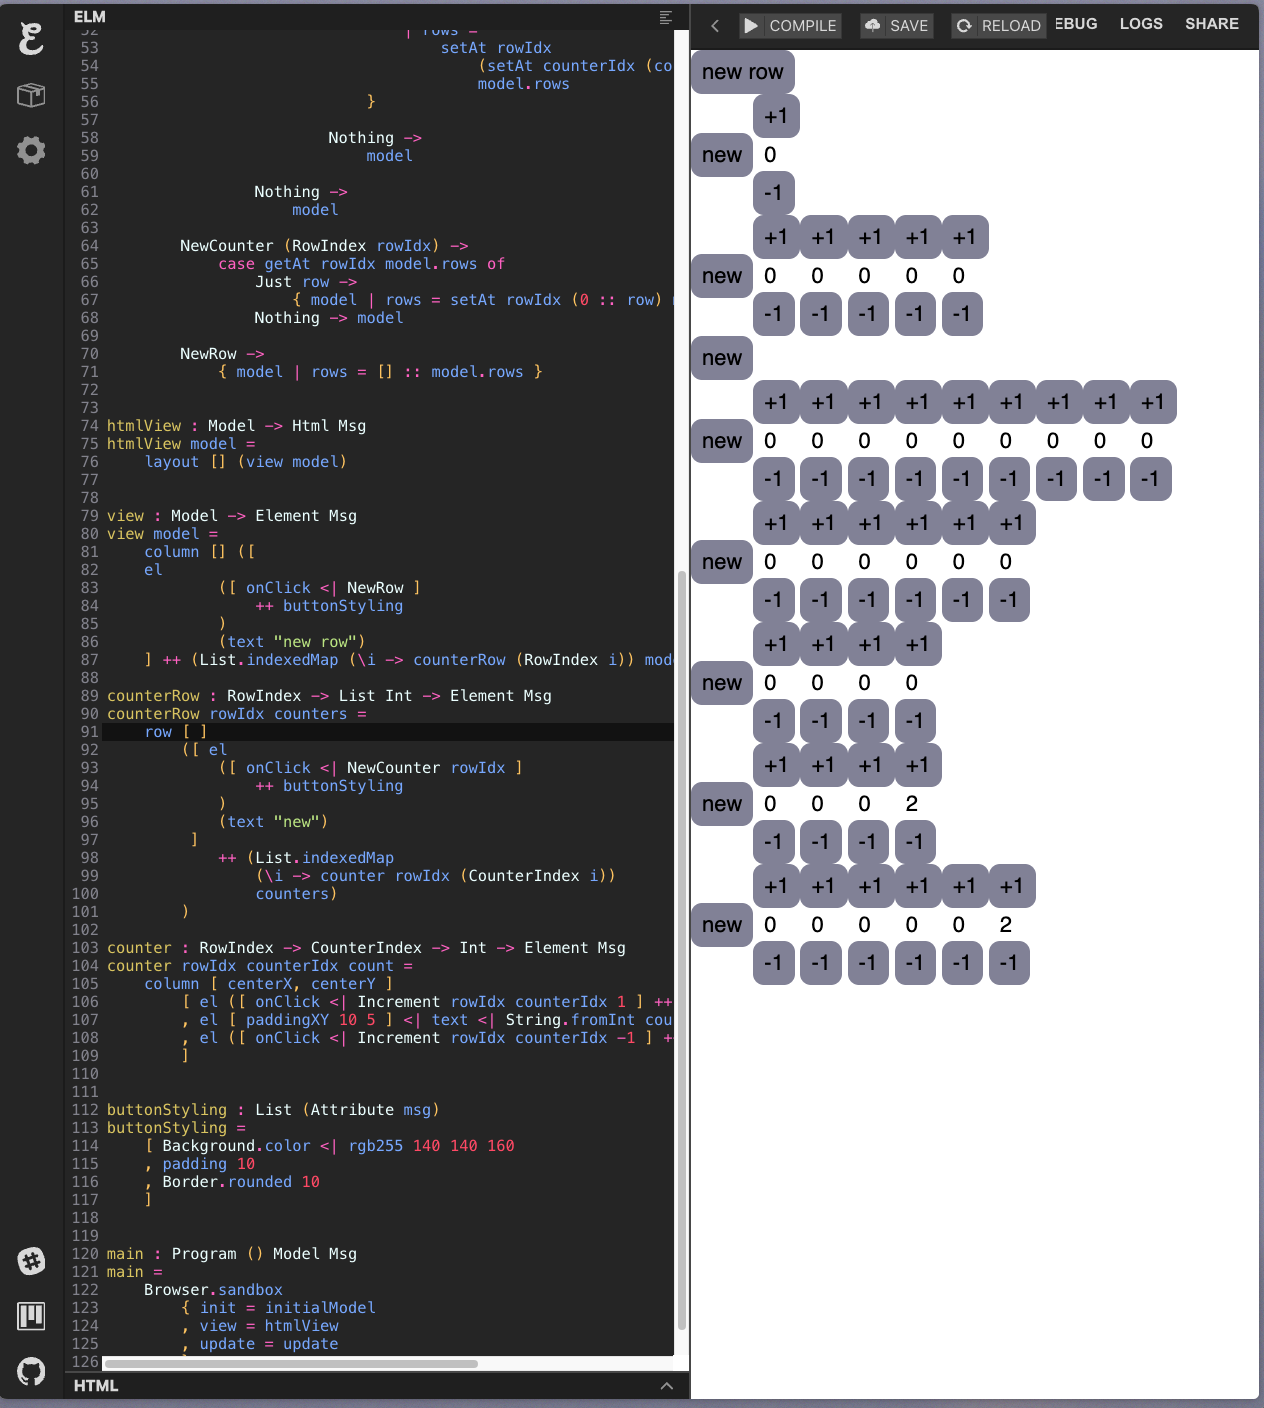 ELM
52 | rows =
53 setAt rowIdx
54 (setAt counterIdx (co
55 model.rows
56 }
57
58 Nothing ->
59 model
60
61 Nothing ->
62 model
63
64 NewCounter (RowIndex rowIdx) ->
65 case getAt rowIdx model.rows of
66 Just row ->
67 { model | rows = setAt rowIdx (0 :: row)
68 Nothing -> model
69
70 NewRow ->
71 { model | rows = [] :: model.rows }
72
73
74 htmlView : Model -> Html Msg
75 htmlView model =
76 layout [] (view model)
77
78
79 view : Model -> Element Msg
80 view model =
81 column [] ([
82 el
83 ([ onClick <| NewRow ]
84 ++ buttonStyling
85 )
86 (text "new row")
87 ] ++ (List.indexedMap (\i -> counterRow (RowIndex i)) mod
88
89 counterRow : RowIndex -> List Int -> Element Msg
90 counterRow rowIdx counters =
91 row [ ]
92 ([ el
93 ([ onClick <| NewCounter rowIdx ]
94 ++ buttonStyling
95 )
96 (text "new")
97 ]
98 ++ (List.indexedMap
99 (\i -> counter rowIdx (CounterIndex i))
100 counters)
101 )
102
103 counter : RowIndex -> CounterIndex -> Int -> Element Msg
104 counter rowIdx counterIdx count =
105 column [ centerX, centerY ]
106 [ el ([ onClick <| Increment rowIdx counterIdx 1 ] ++
107 , el [ paddingXY 10 5 ] <| text <| String.fromInt cou
108 , el ([ onClick <| Increment rowIdx counterIdx -1 ] +
109 ]
110
111
112 buttonStyling : List (Attribute msg)
113 buttonStyling =
114 [ Background.color <| rgb255 140 140 160
115 , padding 10
116 , Border.rounded 10
117 ]
118
119
120 main : Program () Model Msg
121 main =
122 Browser.sandbox
123 { init = initialModel
124 , view = htmlView
125 , update = update
126
HTML
COMPILE SAVE RELOAD EBUG LOGS SHARE
new row
+1
new 0
-1
+1 +1 +1 +1 +1
new 0 0 0 0 0
-1 -1 -1 -1 -1
new
+1 +1 +1 +1 +1 +1 +1 +1 +1
new 0 0 0 0 0 0 0 0 0
-1 -1 -1 -1 -1 -1 -1 -1 -1
+1 +1 +1 +1 +1 +1
new 0 0 0 0 0 0
-1 -1 -1 -1 -1 -1
+1 +1 +1 +1
new 0 0 0 0
-1 -1 -1 -1
+1 +1 +1 +1
new 0 0 0 2
-1 -1 -1 -1
+1 +1 +1 +1 +1 +1
new 0 0 0 0 0 2
-1 -1 -1 -1 -1 -1